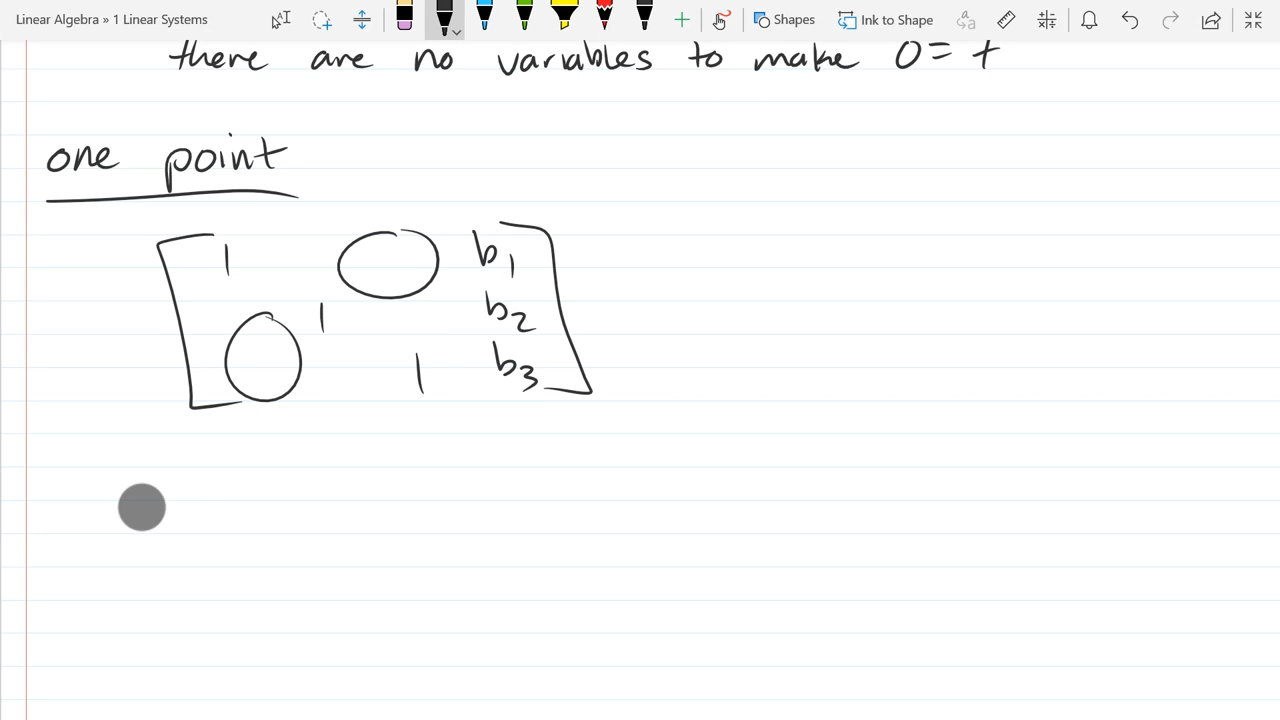 Linear Algebra » 1 Linear Systems
Shapes
Ink to Shape
there are no variables to make 0 = t
one point
1 0 b1
1 b2
0 1 b3